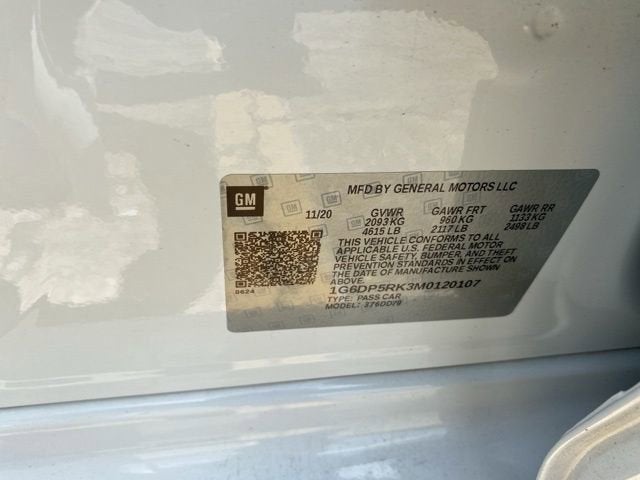 GM
MFD BY GENERAL MOTORS LLC
11/20 GVWR GAWR FRT GAWR RR
2093 KG 960 KG 1133 KG
4615 LB 2117 LB 2498 LB
THIS VEHICLE CONFORMS TO ALL
APPLICABLE U.S. FEDERAL MOTOR
VEHICLE SAFETY, BUMPER, AND THEFT
PREVENTION STANDARDS IN EFFECT ON
THE DATE OF MANUFACTURE SHOWN
ABOVE.
0624
1G6DP5RK3M0120107
TYPE: PASS CAR
MODEL: